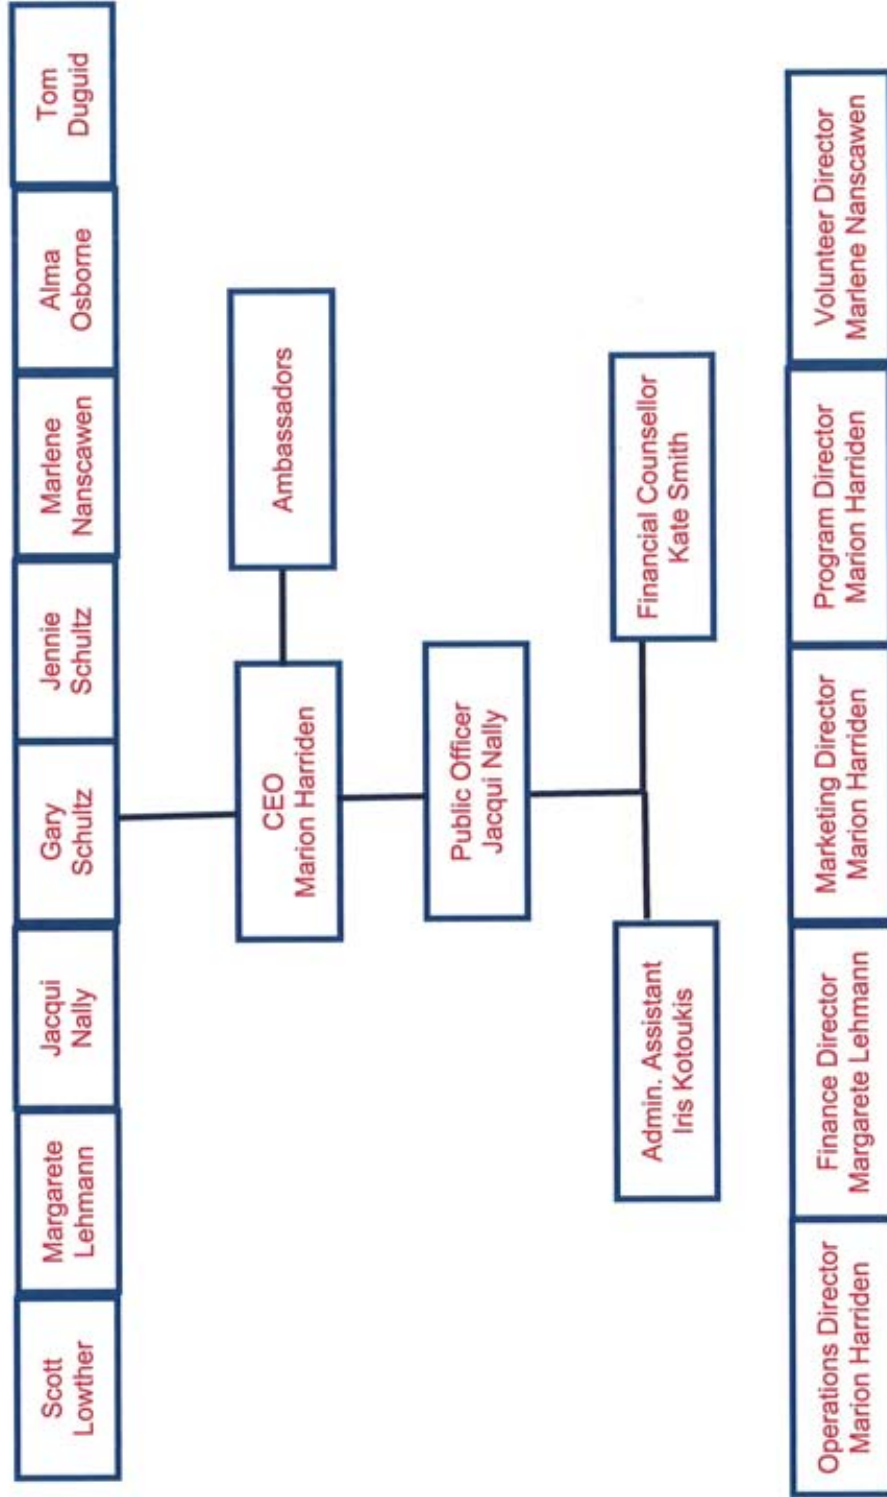 Scott
Lowther
Margarete
Lehmann
Jacqui
Nally
Gary
Schultz
Jennie
Schultz
Marlene
Nanscawen
Alma
Osborne
Tom
Duguid
CEO
Marion Harriden
Ambassadors
Public Officer
Jacqui Nally
Admin. Assistant
Iris Kotoukis
Financial Counsellor
Kate Smith
Operations Director
Marion Harriden
Finance Director
Margarete Lehmann
Marketing Director
Marion Harriden
Program Director
Marion Harriden
Volunteer Director
Marlene Nanscawen